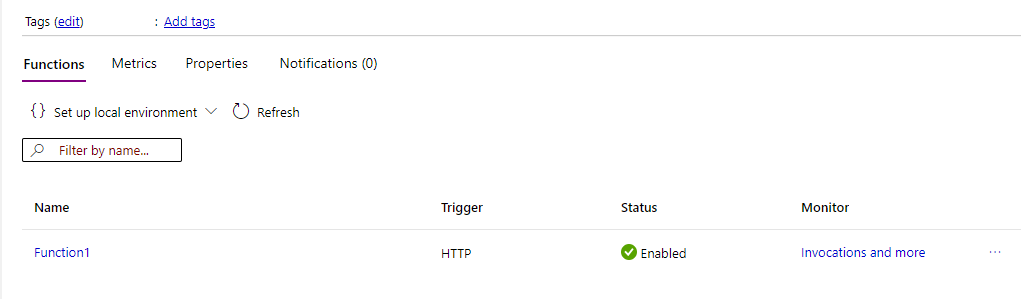 Tags (edit) : Add tags
Functions Metrics Properties Notifications (0)
{} Set up local environment Refresh
Filter by name...
Name Trigger Status Monitor
Function1 HTTP Enabled Invocations and more ...